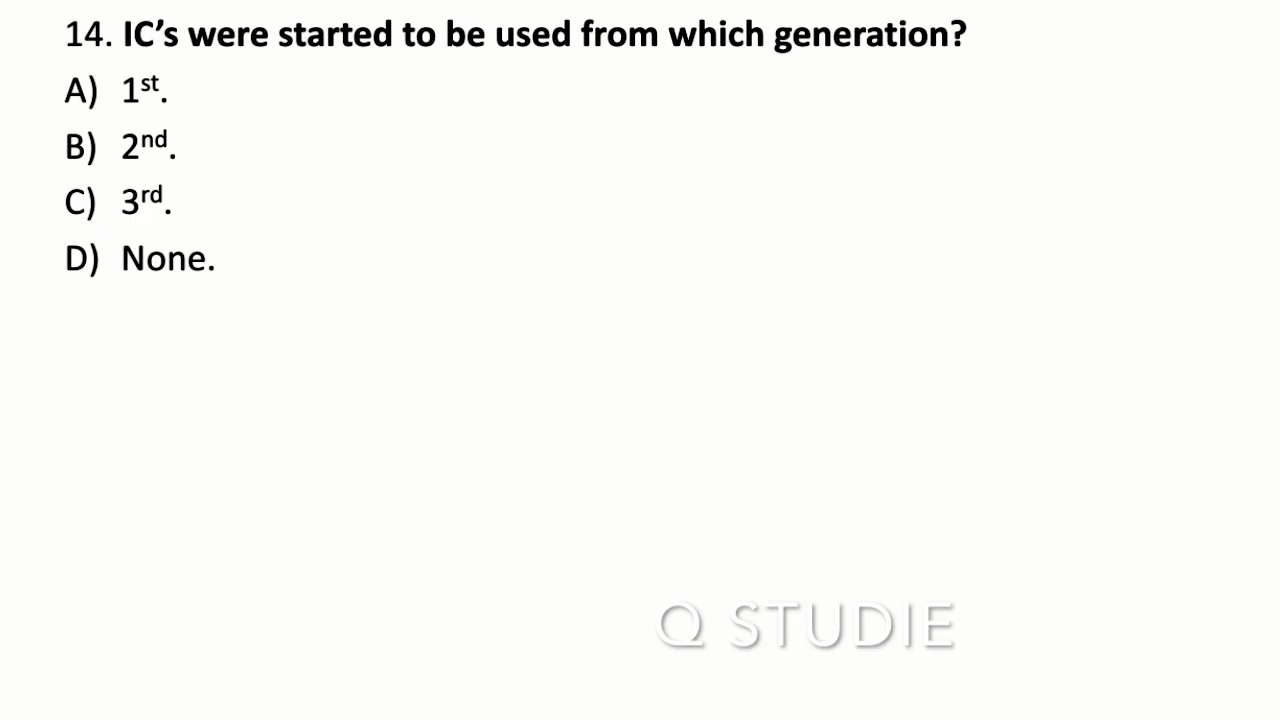 14. IC’s were started to be used from which generation?
A) 1st.
B) 2nd.
C) 3rd.
D) None.
Q STUDIE